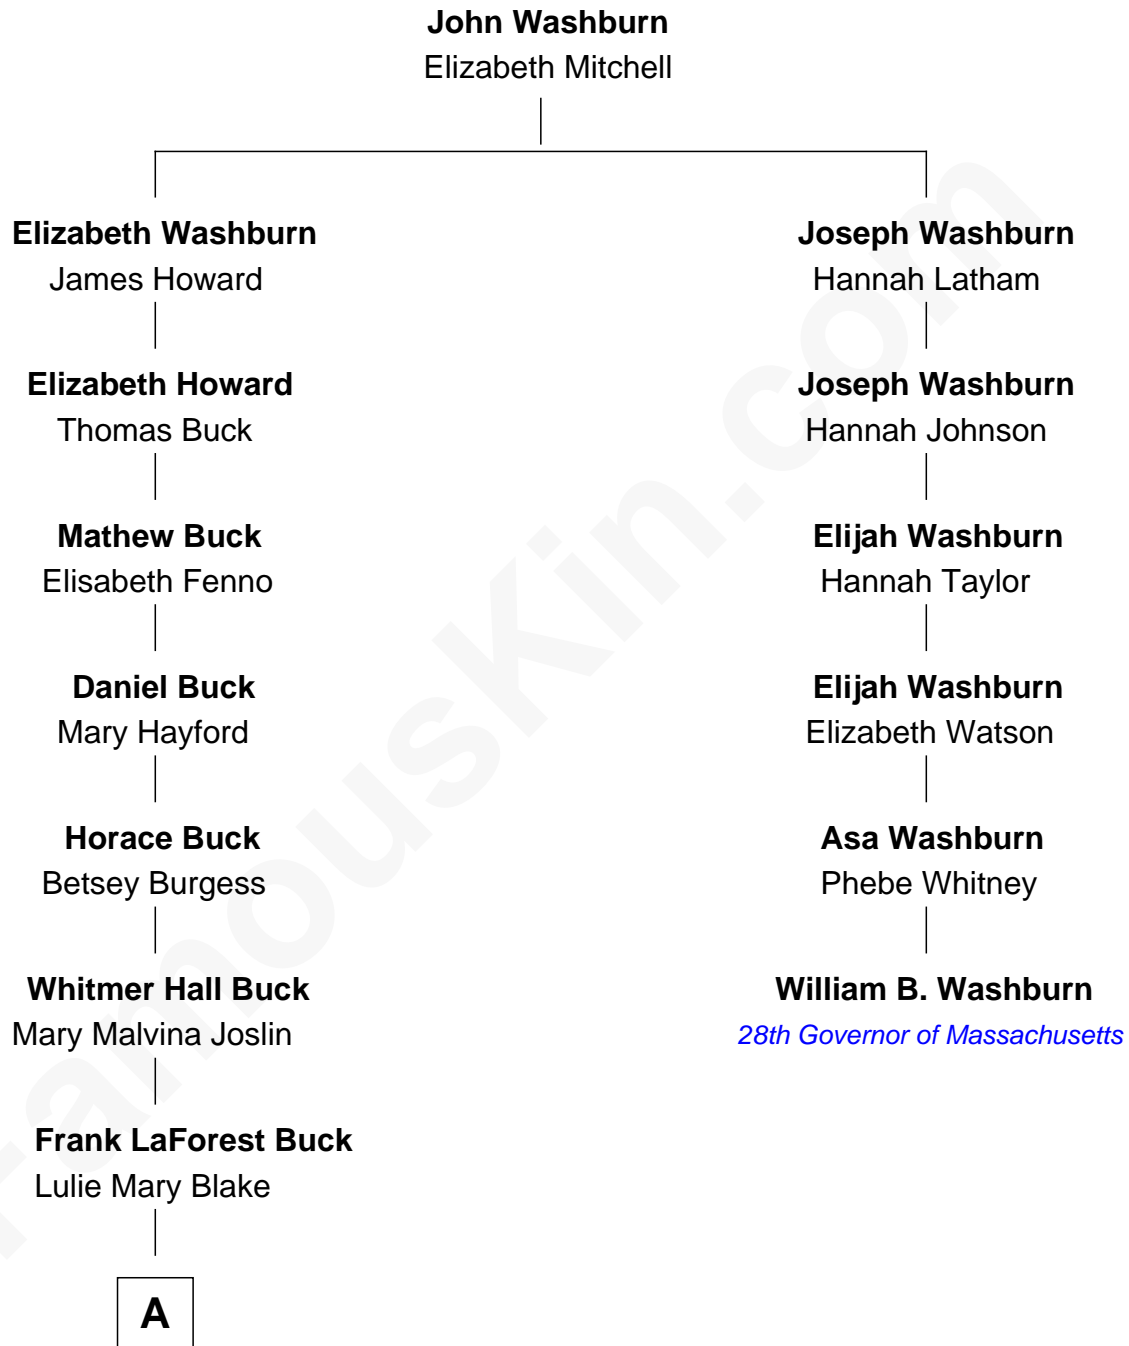 John Washburn
Elizabeth Mitchell
Elizabeth Washburn
James Howard
Joseph Washburn
Hannah Latham
Elizabeth Howard
Thomas Buck
Joseph Washburn
Hannah Johnson
Mathew Buck
Elisabeth Fenno
Elijah Washburn
Hannah Taylor
Daniel Buck
Mary Hayford
Elijah Washburn
Elizabeth Watson
Horace Buck
Betsey Burgess
Asa Washburn
Phebe Whitney
Whitmer Hall Buck
Mary Malvina Joslin
William B. Washburn
28th Governor of Massachusetts
Frank LaForest Buck
Lulie Mary Blake
A
FamousKin.com